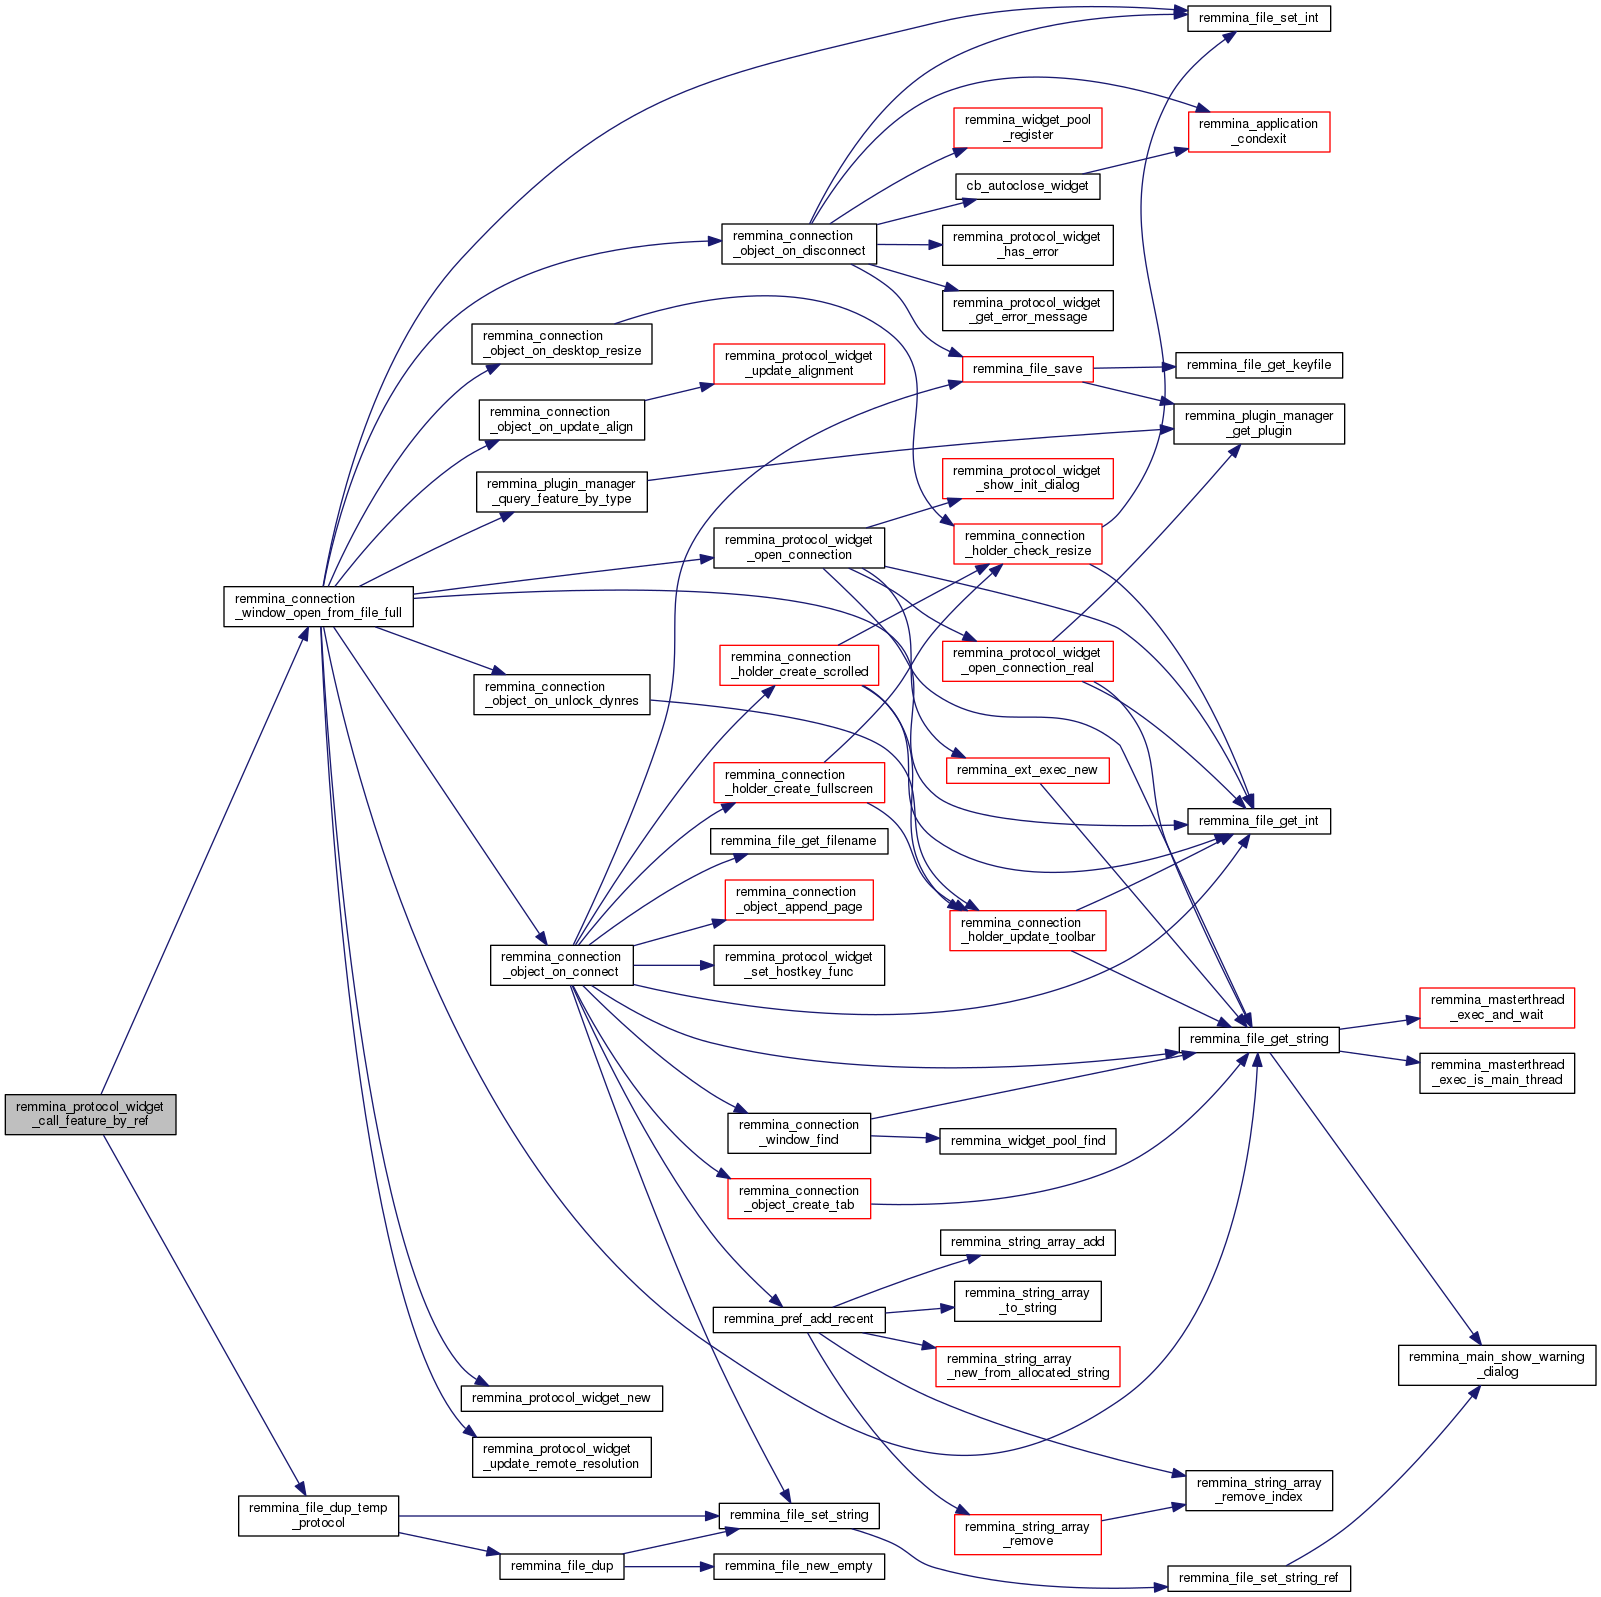 remmina_protocol_widget
_call_feature_by_ref
remmina_connection
_window_open_from_file_full
remmina_file_dup_temp
_protocol
remmina_connection
_object_on_desktop_resize
remmina_connection
_object_on_update_align
remmina_plugin_manager
_query_feature_by_type
remmina_connection
_object_on_unlock_dynres
remmina_connection
_object_on_connect
remmina_protocol_widget_new
remmina_protocol_widget
_update_remote_resolution
remmina_file_dup
remmina_connection
_object_on_disconnect
remmina_protocol_widget
_update_alignment
remmina_protocol_widget
_open_connection
remmina_connection
_holder_create_scrolled
remmina_connection
_holder_create_fullscreen
remmina_file_get_filename
remmina_connection
_object_append_page
remmina_protocol_widget
_set_hostkey_func
remmina_connection
_window_find
remmina_connection
_object_create_tab
remmina_pref_add_recent
remmina_file_set_string
remmina_file_new_empty
remmina_widget_pool
_register
cb_autoclose_widget
remmina_protocol_widget
_has_error
remmina_protocol_widget
_get_error_message
remmina_file_save
remmina_protocol_widget
_show_init_dialog
remmina_connection
_holder_check_resize
remmina_protocol_widget
_open_connection_real
remmina_ext_exec_new
remmina_connection
_holder_update_toolbar
remmina_widget_pool_find
remmina_string_array_add
remmina_string_array
_to_string
remmina_string_array
_new_from_allocated_string
remmina_string_array
_remove
remmina_file_set_int
remmina_application
_condexit
remmina_file_get_keyfile
remmina_plugin_manager
_get_plugin
remmina_file_get_int
remmina_file_get_string
remmina_string_array
_remove_index
remmina_file_set_string_ref
remmina_masterthread
_exec_and_wait
remmina_masterthread
_exec_is_main_thread
remmina_main_show_warning
_dialog